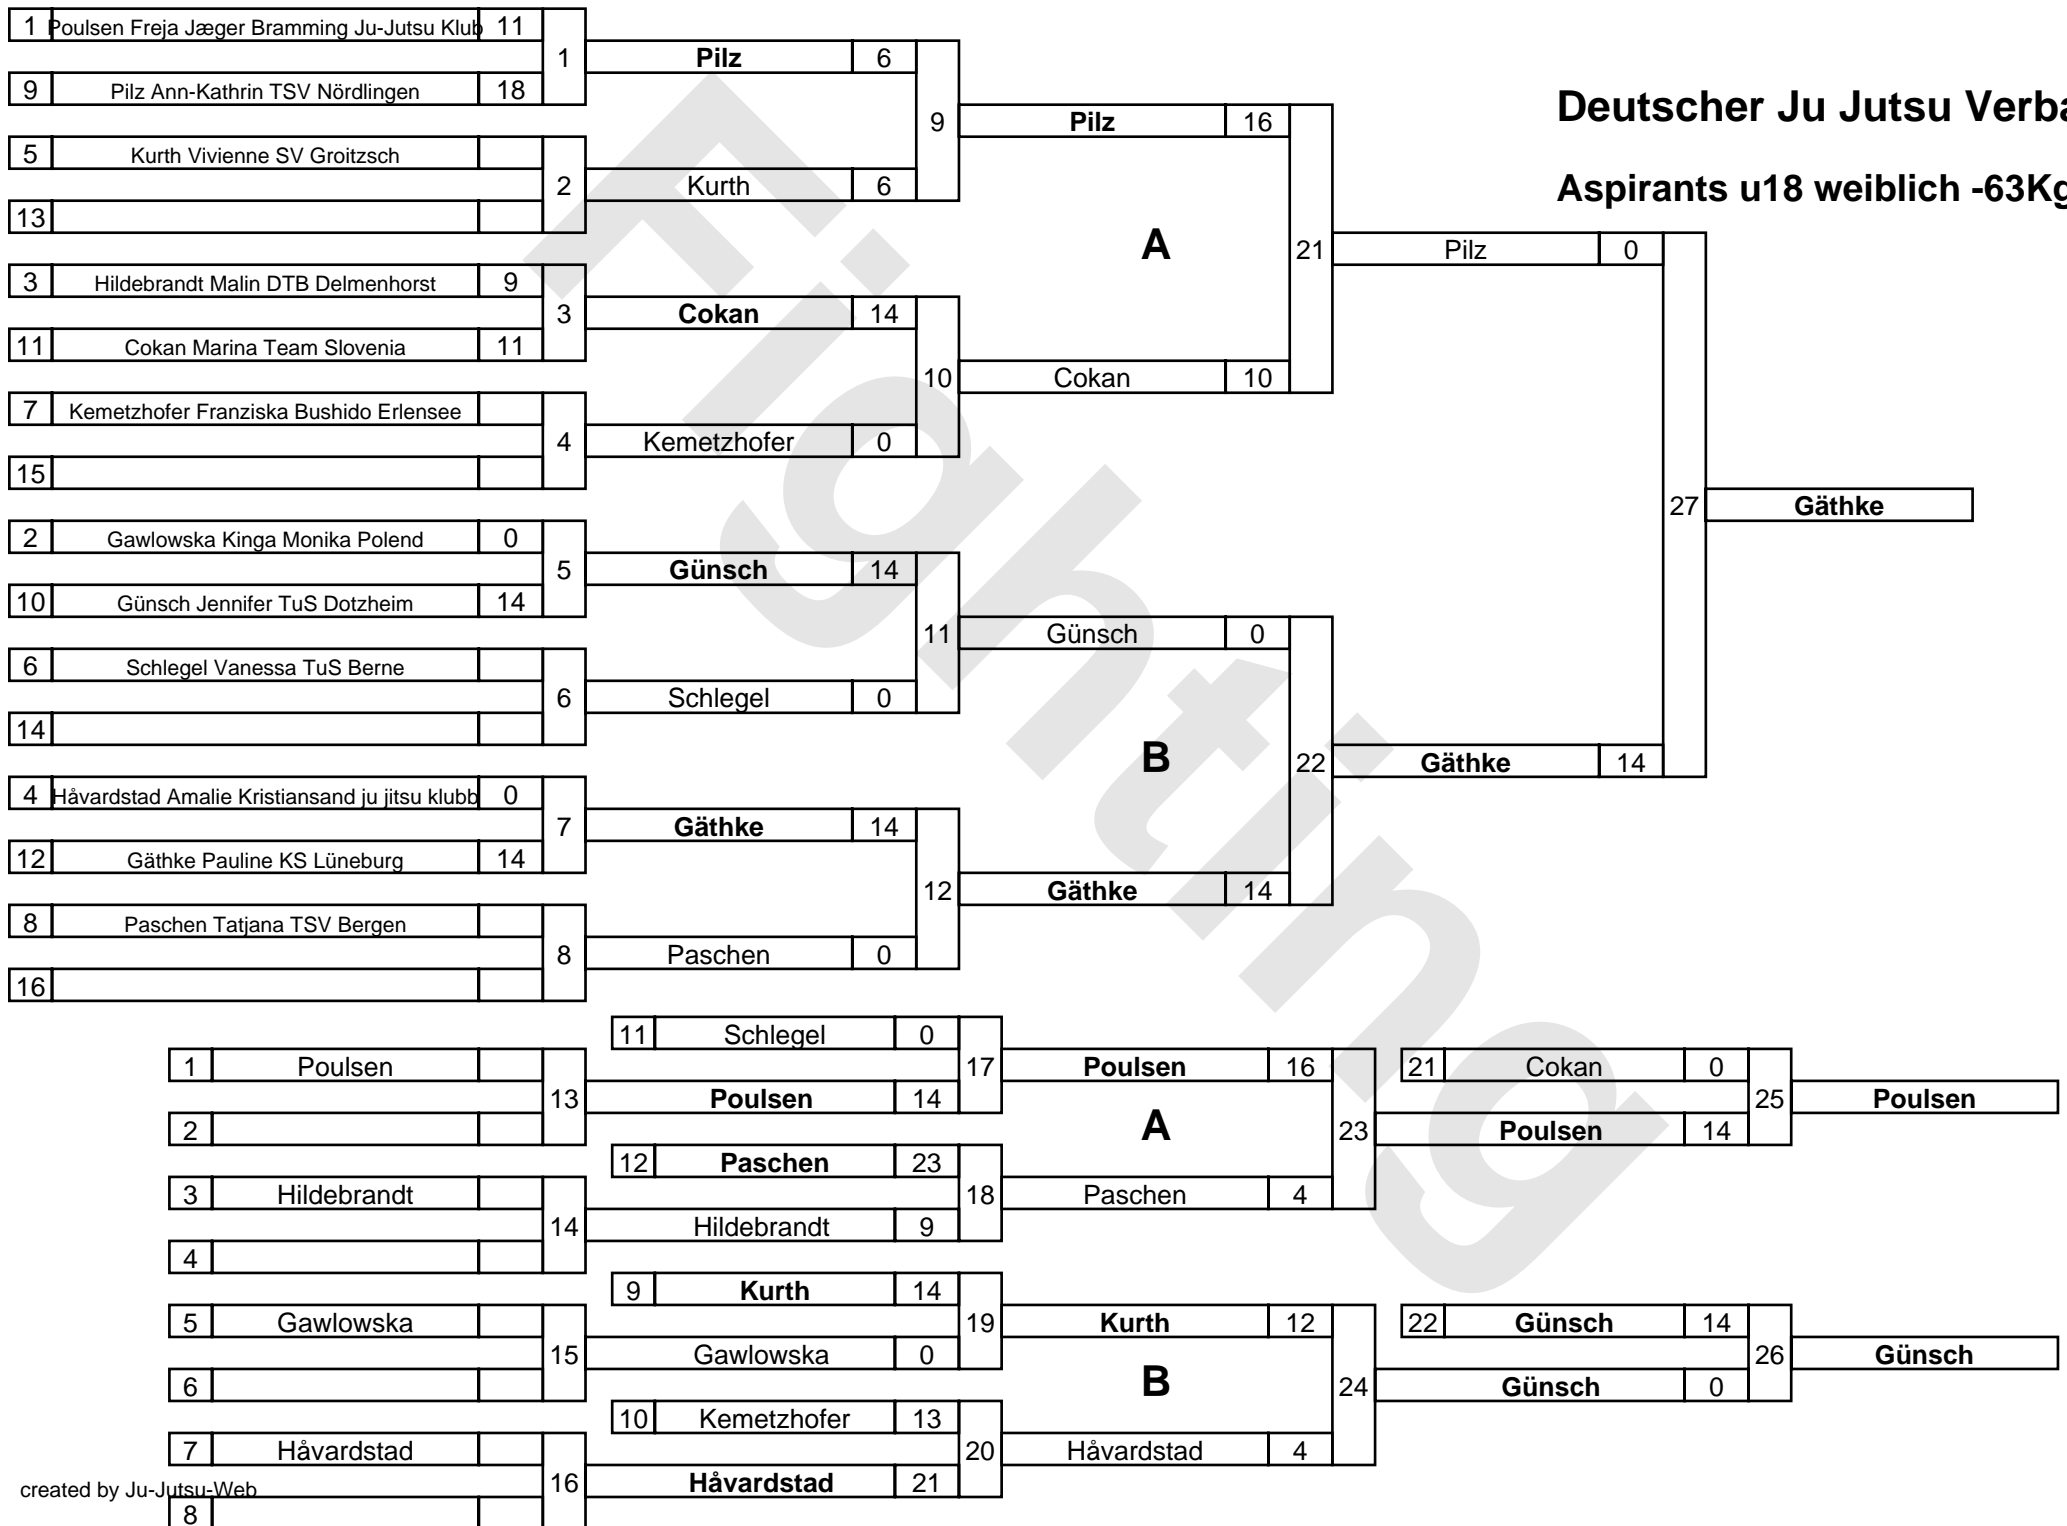 1 Poulsen Freja Jæger Bramming Ju-Jutsu Klub 11
1
Pilz 6
9 Pilz Ann-Kathrin TSV Nördlingen 18
9
Pilz 16
Deutscher Ju Jutsu Verba
5 Kurth Vivienne SV Groitzsch
2
Kurth 6
Aspirants u18 weiblich -63Kg
13
A
21
Pilz 0
3 Hildebrandt Malin DTB Delmenhorst 9
3
Cokan 14
11 Cokan Marina Team Slovenia 11
10
Cokan 10
7 Kemetzhofer Franziska Bushido Erlensee
4
Kemetzhofer 0
15
27
Gäthke
2 Gawlowska Kinga Monika Polend 0
5
Günsch 14
10 Günsch Jennifer TuS Dotzheim 14
11
Günsch 0
6 Schlegel Vanessa TuS Berne
6
Schlegel 0
14
B
22
Gäthke 14
4 Håvardstad Amalie Kristiansand ju jitsu klubb 0
7
Gäthke 14
12 Gäthke Pauline KS Lüneburg 14
12
Gäthke 14
8 Paschen Tatjana TSV Bergen
8
Paschen 0
16
Fighting
11 Schlegel 0
1 Poulsen
17
Poulsen 16
21 Cokan 0
13
Poulsen 14
25
Poulsen
2
A
23
Poulsen 14
12 Paschen 23
3 Hildebrandt
18
Paschen 4
14
Hildebrandt 9
4
9 Kurth 14
5 Gawlowska
19
Kurth 12
22 Günsch 14
15
Gawlowska 0
26
Günsch
6
B
24
Günsch 0
10 Kemetzhofer 13
7 Håvardstad
20
Håvardstad 4
16
Håvardstad 21
created by Ju-Jutsu-Web
8